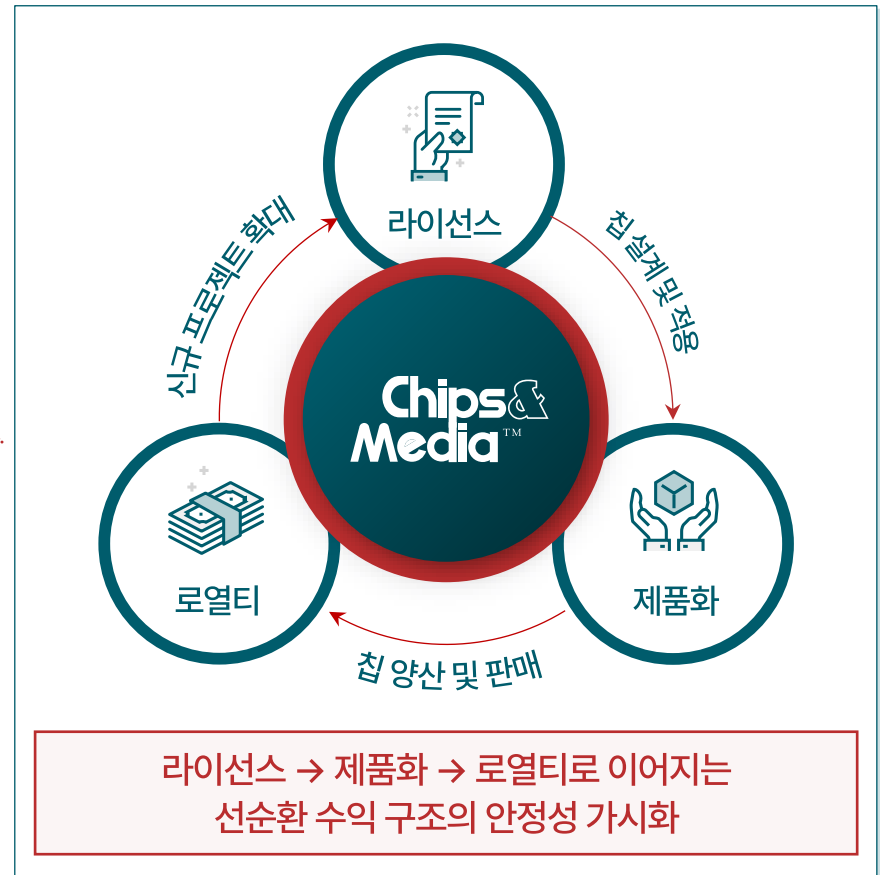 라이선스
신규 프로젝트 확대
칩 설계 및 적용
Chips&
Media™
로열티
제품화
칩 양산 및 판매
라이선스 → 제품화 → 로열티로 이어지는
선순환 수익 구조의 안정성 가시화